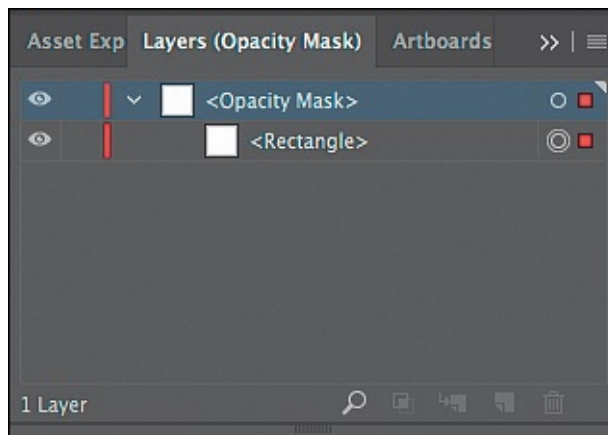 Asset Exp Layers (Opacity Mask) Artboards
<Opacity Mask>
<Rectangle>
1 Layer